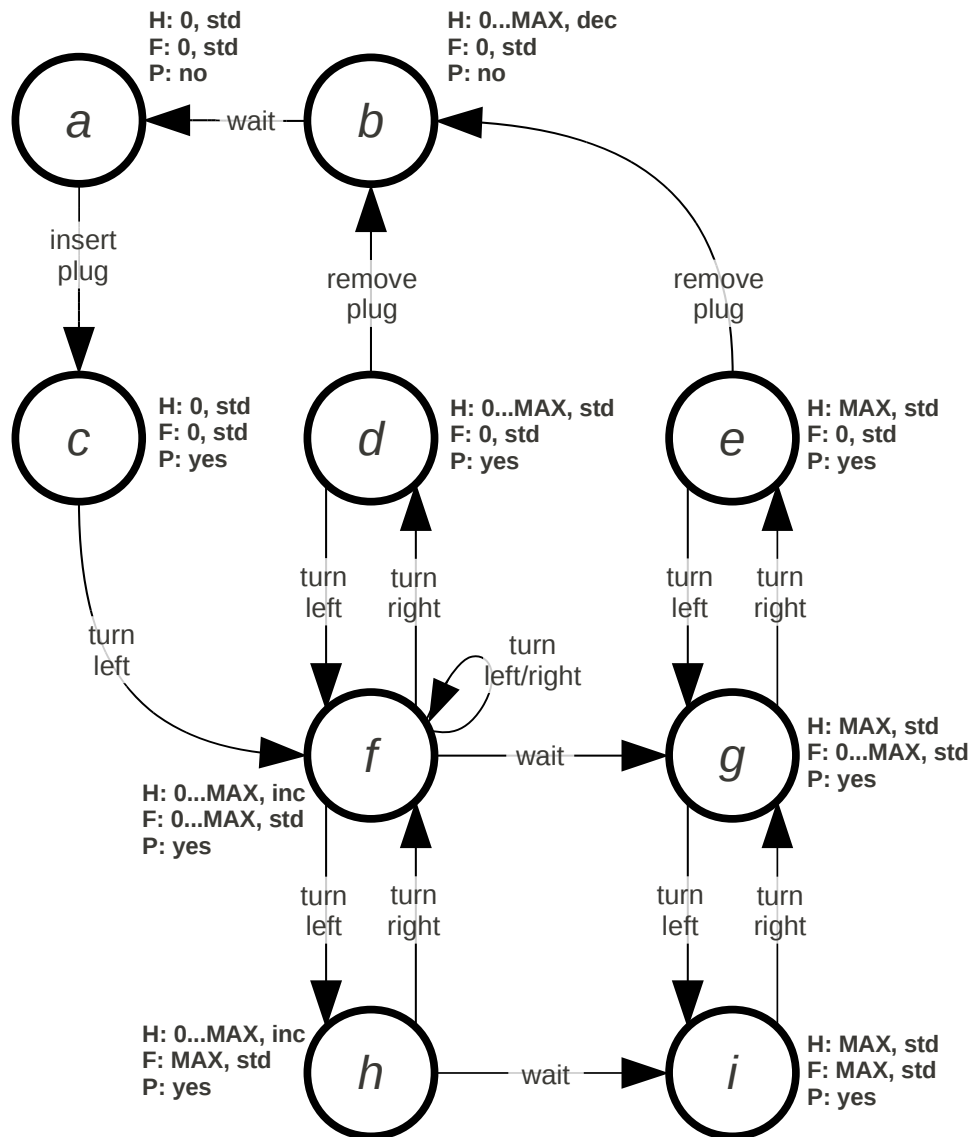 H: 0, std
F: 0, std
P: no
a
H: 0...MAX, dec
F: 0, std
P: no
b
wait
insert
plug
remove
plug
remove
plug
c
H: 0, std
F: 0, std
P: yes
d
H: 0...MAX, std
F: 0, std
P: yes
e
H: MAX, std
F: 0, std
P: yes
turn
left
turn
left
turn
right
turn
left/right
turn
left
turn
right
f
H: 0...MAX, inc
F: 0...MAX, std
P: yes
wait
g
H: MAX, std
F: 0...MAX, std
P: yes
turn
left
turn
right
turn
left
turn
right
H: 0...MAX, inc
F: MAX, std
P: yes
h
wait
i
H: MAX, std
F: MAX, std
P: yes